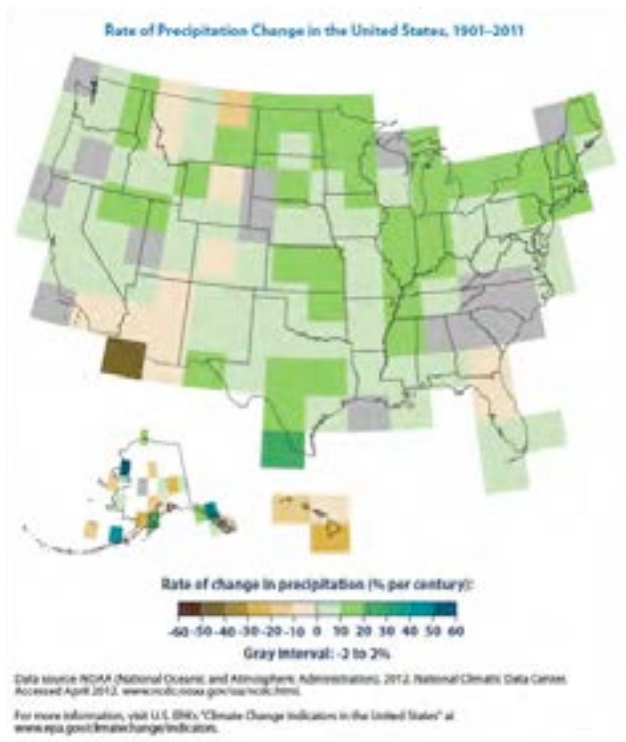 Rate of Precipitation Change in the United States, 1901–2011
Rate of change in precipitation (% per century):
-60 -50 -40 -30 -20 -10 0 10 20 30 40 50 60
Gray interval: -2 to 2%
Data source: NOAA (National Oceanic and Atmospheric Administration). 2012. National Climatic Data Center.
Accessed April 2012. www.ncdc.noaa.gov/oa/ncdc.html.
For more information, visit U.S. EPA's "Climate Change Indicators in the United States" at
www.epa.gov/climatechange/indicators.